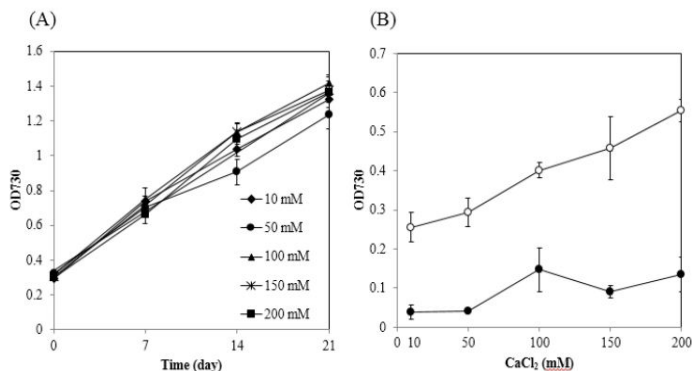 (A)
(B)
1.6
1.4
1.2
1
0.8
0.6
0.4
0.2
0
OD730
10 mM
50 mM
100 mM
150 mM
200 mM
0
7
14
21
Time (day)
0.7
0.6
0.5
0.4
0.3
0.2
0.1
0
OD730
0 10 50 100 150 200
CaCl₂ (mM)